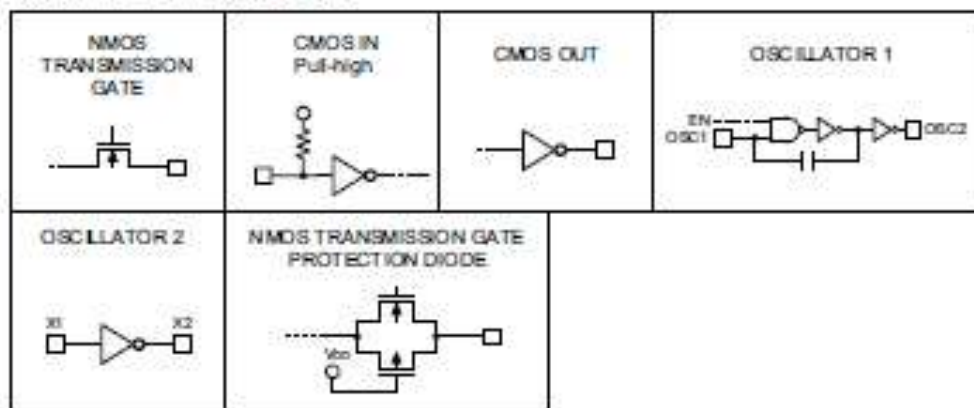 NMOS
TRANSMISSION
GATE
CMOS IN
Pull-high
CMOS OUT
OSCILLATOR 1
EN
OSC1
OSC2
OSCILLATOR 2
X1
X2
NMOS TRANSMISSION GATE
PROTECTION DIODE
VDD